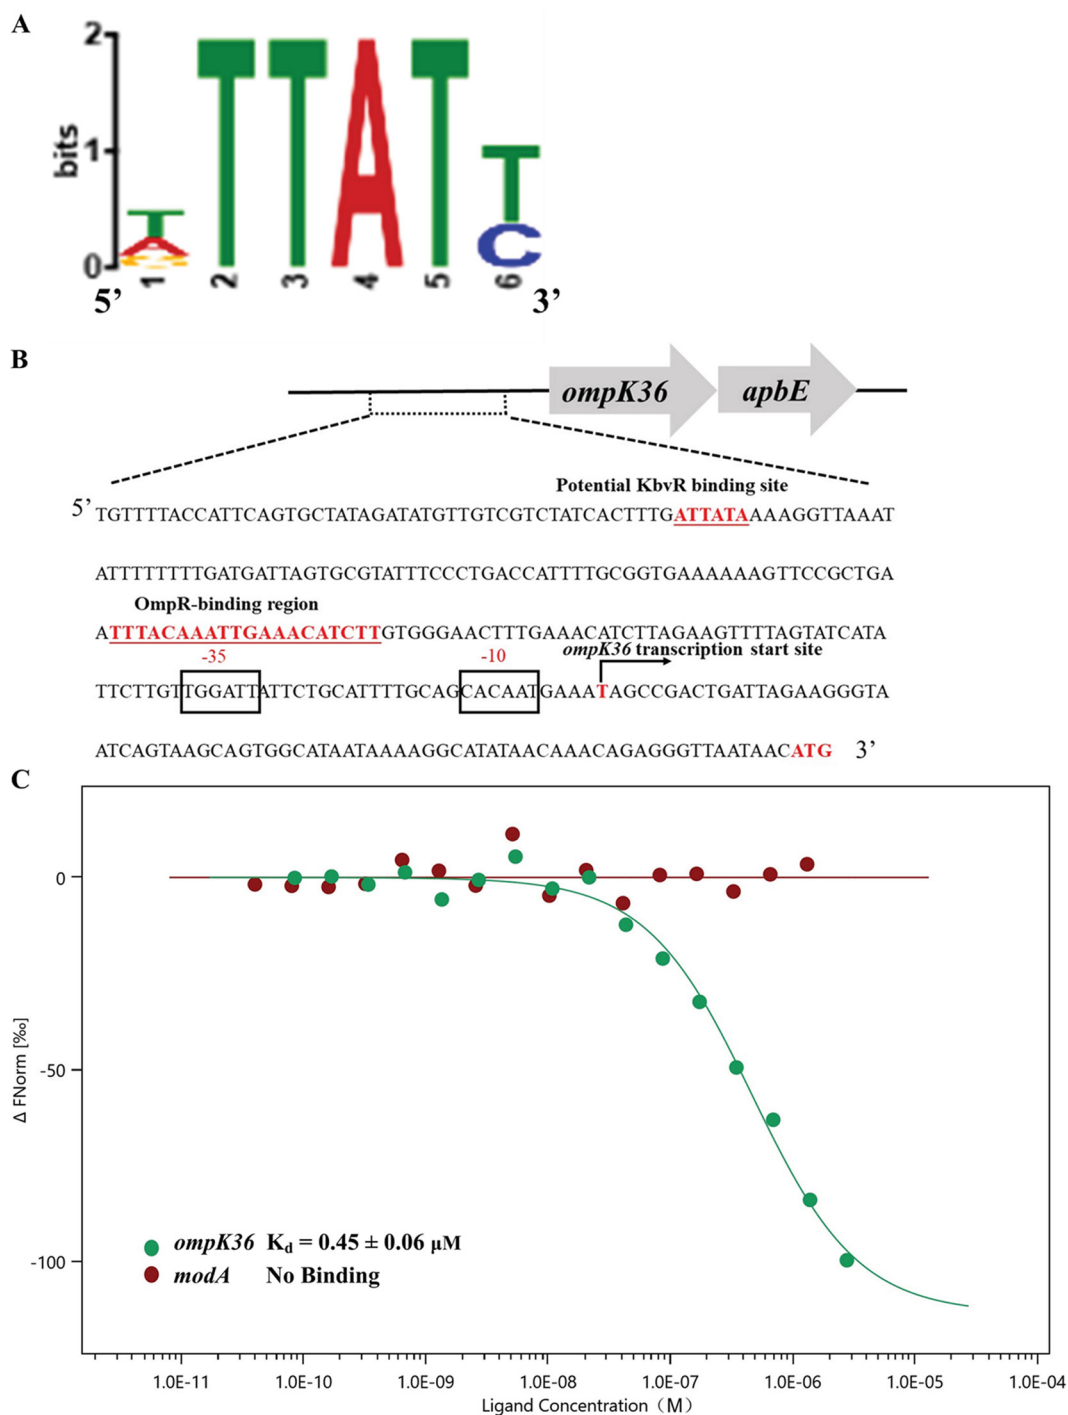 A
2
1
0
bits
TTTATT
A C
1 2 3 4 5 6
5’ 3’
B
ompK36 apbE
Potential KbvR binding site
5’ TGTTTTACCATTCAGTGCTATAGATATGTTGTCGTCTATCACTTTGATTATAAAAGGTTAAAT
ATTTTTTTTGATGATTAGTGCGTATTTCCCTGACCATTTTGCGGTGAAAAAAGTTCCGCTGA
OmpR-binding region
ATTTACAAATTGAAACATCTTGTGGGAACTTTGAAACATCTTAGAAGTTTTAGTATCATA
-35 -10 ompK36 transcription start site
TTCTTGTTGGATTATTCTGCATTTTGCAGCACAATGAAATAGCCGACTGATTAGAAGGGTA
ATCAGTAAGCAGTGGCATAATAAAAGGCATATAACAAACAGAGGGTTAATAACATG 3’
C
0
-50
-100
Δ FNorm [‰]
ompK36 Kd = 0.45 ± 0.06 μM
modA No Binding
1.0E-11 1.0E-10 1.0E-09 1.0E-08 1.0E-07 1.0E-06 1.0E-05 1.0E-04
Ligand Concentration（M）